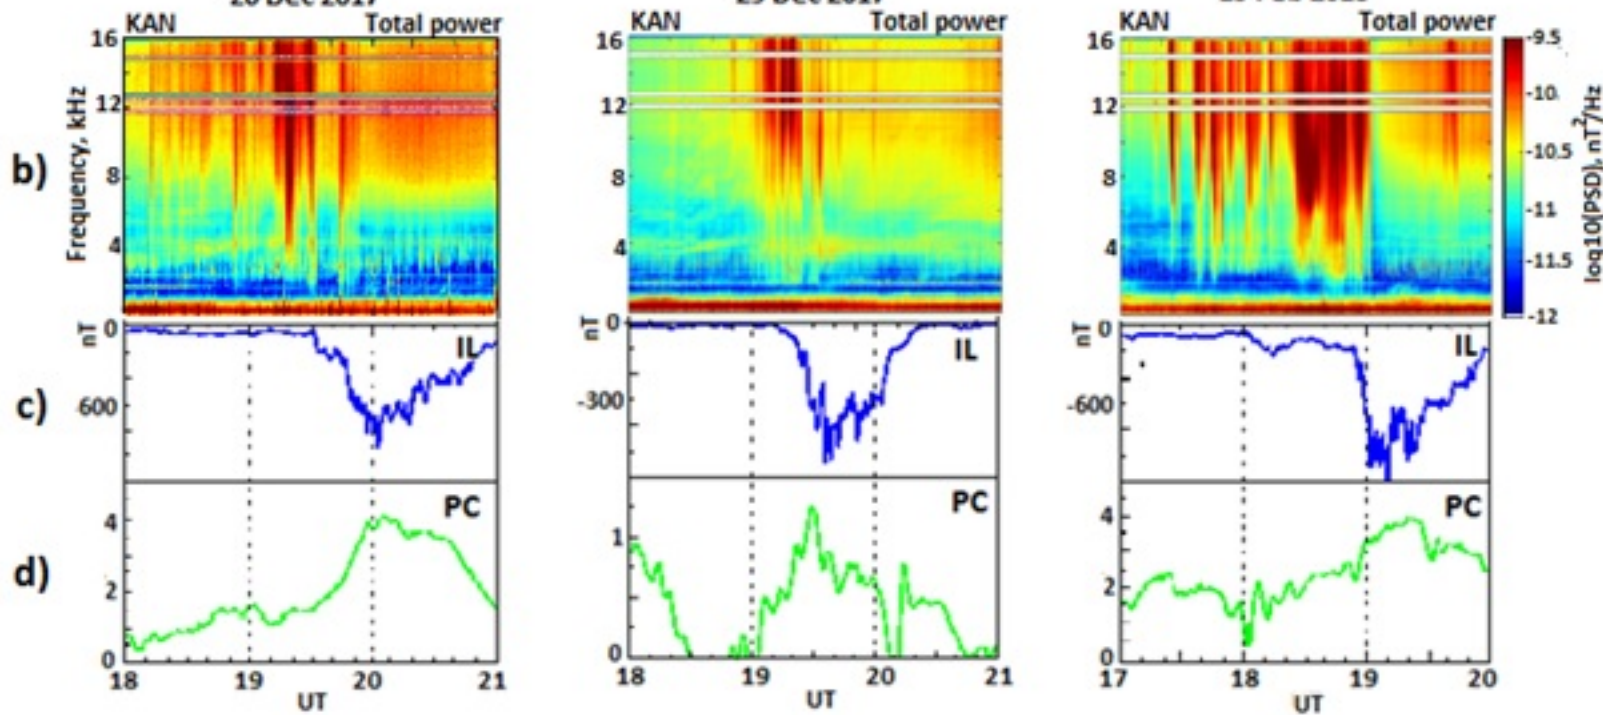 KAN Total power KAN Total power KAN Total power
b)
Frequency, kHz
16
12
8
4
16
12
8
4
16
12
8
4
-9.5
-10.
-10.5
-11
-11.5
-12
log10(PSD), nT²/Hz
c)
nT
0
-600
IL
nT
0
-300
IL
nT
0
-600
IL
d)
4
2
0
PC
1
0
PC
4
2
0
PC
18 19 20 21
UT
18 19 20 21
UT
17 18 19 20
UT